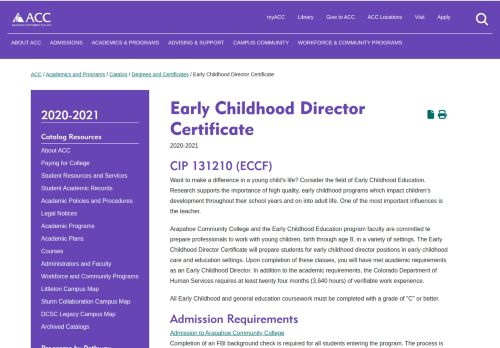 ACC
myACC Library Give to ACC ACC Locations Visit Apply
ABOUT ACC ADMISSIONS ACADEMICS & PROGRAMS ADVISING & SUPPORT CAMPUS COMMUNITY WORKFORCE & COMMUNITY PROGRAMS
ACC / Academics and Programs / Catalog / Degrees and Certificates / Early Childhood Director Certificate
2020-2021
Catalog Resources
About ACC
Paying for College
Student Resources and Services
Student Academic Records
Academic Policies and Procedures
Legal Notices
Academic Programs
Academic Plans
Courses
Administrators and Faculty
Workforce and Community Programs
Littleton Campus Map
Sturm Collaboration Campus Map
DCSC Legacy Campus Map
Archived Catalogs
Programs by Pathway
Early Childhood Director
Certificate
2020-2021
CIP 131210 (ECCF)
Want to make a difference in a young child's life? Consider the field of Early Childhood Education.
Research supports the importance of high quality, early childhood programs which impact children's
development throughout their school years and on into adult life. One of the most important influences is
the teacher.
Arapahoe Community College and the Early Childhood Education program faculty are committed to
prepare professionals to work with young children, birth through age 8, in a variety of settings. The Early
Childhood Director Certificate will prepare students for early childhood director positions in early childhood
care and education settings. Upon completion of these classes, you will have met academic requirements
as an Early Childhood Director. In addition to the academic requirements, the Colorado Department of
Human Services requires at least twenty four months (3,640 hours) of verifiable work experience.
All Early Childhood and general education coursework must be completed with a grade of "C" or better.
Admission Requirements
Admission to Arapahoe Community College
Completion of an FBI background check is required for all students entering the program. The process is